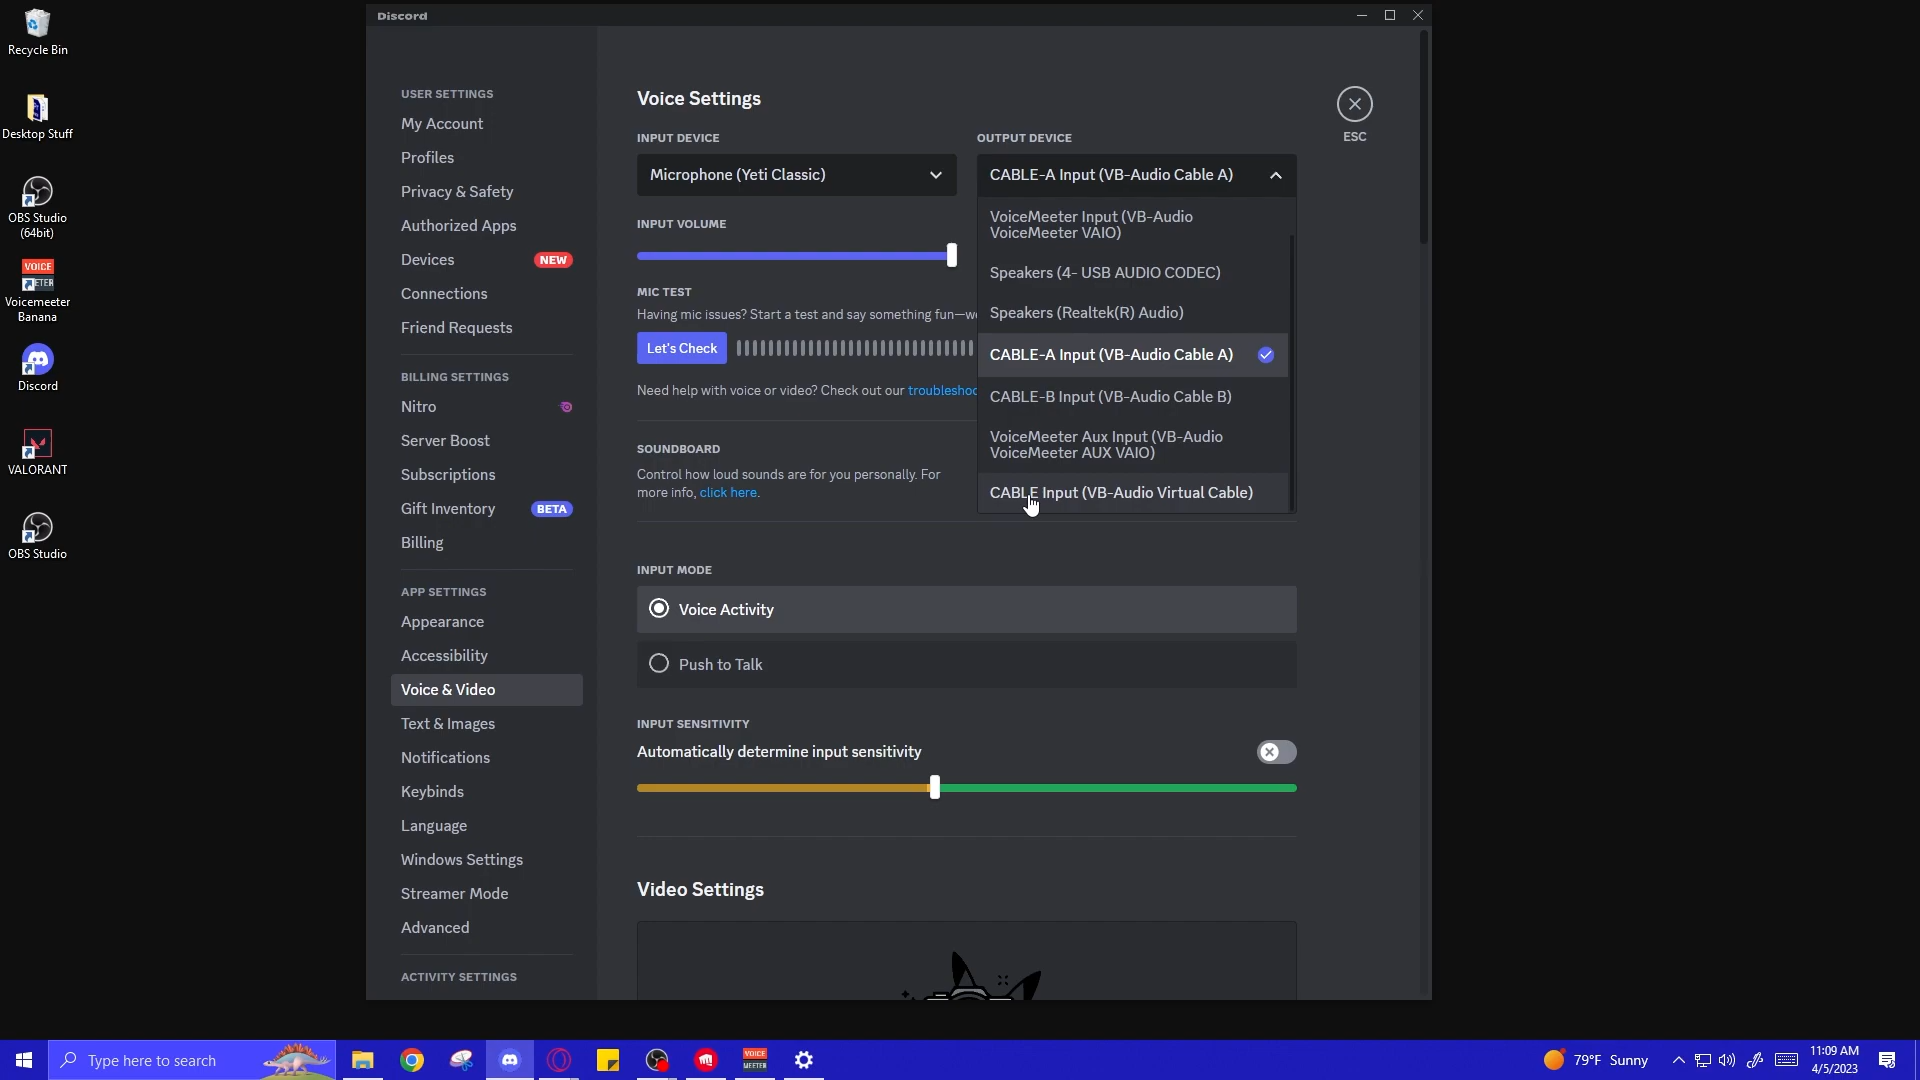 Recycle Bin
Desktop Stuff
OBS Studio
(64bit)
VOICE
MEETER
Voicemeeter
Banana
Discord
VALORANT
OBS Studio
Discord
USER SETTINGS
My Account
Profiles
Privacy & Safety
Authorized Apps
Devices
NEW
Connections
Friend Requests
BILLING SETTINGS
Nitro
Server Boost
Subscriptions
Gift Inventory
BETA
Billing
APP SETTINGS
Appearance
Accessibility
Voice & Video
Text & Images
Notifications
Keybinds
Language
Windows Settings
Streamer Mode
Advanced
ACTIVITY SETTINGS
Voice Settings
ESC
INPUT DEVICE
Microphone (Yeti Classic)
INPUT VOLUME
MIC TEST
Having mic issues? Start a test and say something fun—we
Let's Check
Need help with voice or video? Check out our troubleshoo
OUTPUT DEVICE
CABLE-A Input (VB-Audio Cable A)
VoiceMeeter Input (VB-Audio
VoiceMeeter VAIO)
Speakers (4- USB AUDIO CODEC)
Speakers (Realtek(R) Audio)
CABLE-A Input (VB-Audio Cable A)
CABLE-B Input (VB-Audio Cable B)
VoiceMeeter Aux Input (VB-Audio
VoiceMeeter AUX VAIO)
CABLE Input (VB-Audio Virtual Cable)
SOUNDBOARD
Control how loud sounds are for you personally. For
more info, click here.
INPUT MODE
Voice Activity
Push to Talk
INPUT SENSITIVITY
Automatically determine input sensitivity
Video Settings
Type here to search
VOICE
MEETER
79°F Sunny
11:09 AM
4/5/2023